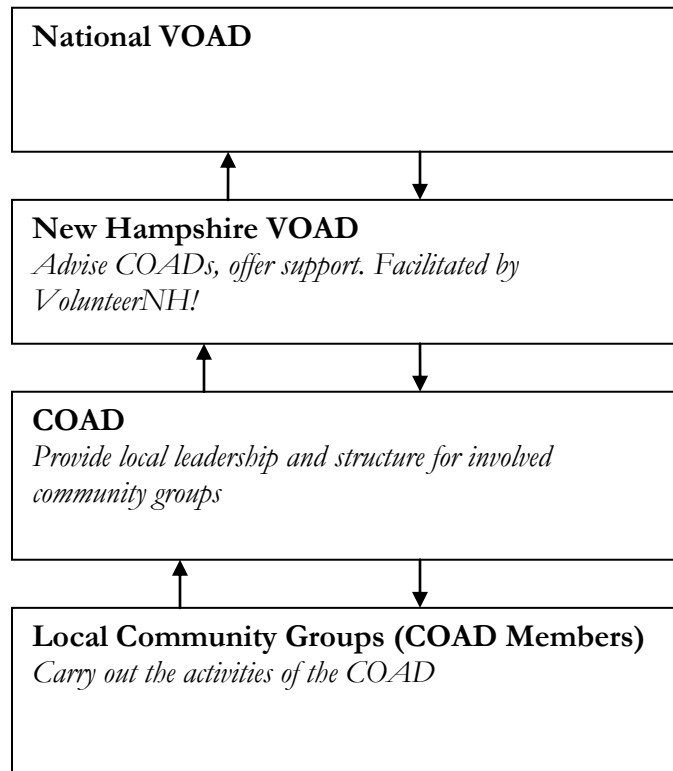 National VOAD
New Hampshire VOAD
Advise COADs, offer support. Facilitated by
VolunteerNH!
COAD
Provide local leadership and structure for involved
community groups
Local Community Groups (COAD Members)
Carry out the activities of the COAD